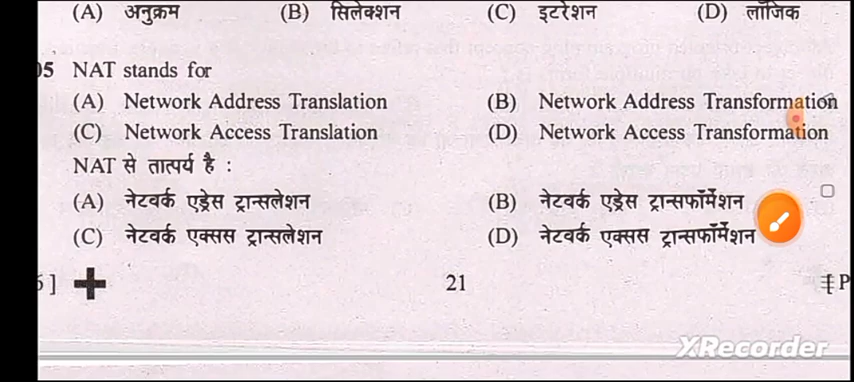 (A) अनुक्रम (B) सिलेक्शन (C) इटरेशन (D) लॉजिक
05 NAT stands for
(A) Network Address Translation (B) Network Address Transformation
(C) Network Access Translation (D) Network Access Transformation
NAT से तात्पर्य है :
(A) नेटवर्क एड्रेस ट्रान्सलेशन (B) नेटवर्क एड्रेस ट्रान्सफॉर्मेशन
(C) नेटवर्क एक्सस ट्रान्सलेशन (D) नेटवर्क एक्सस ट्रान्सफॉर्मेशन
] 21 [ P
XRecorder